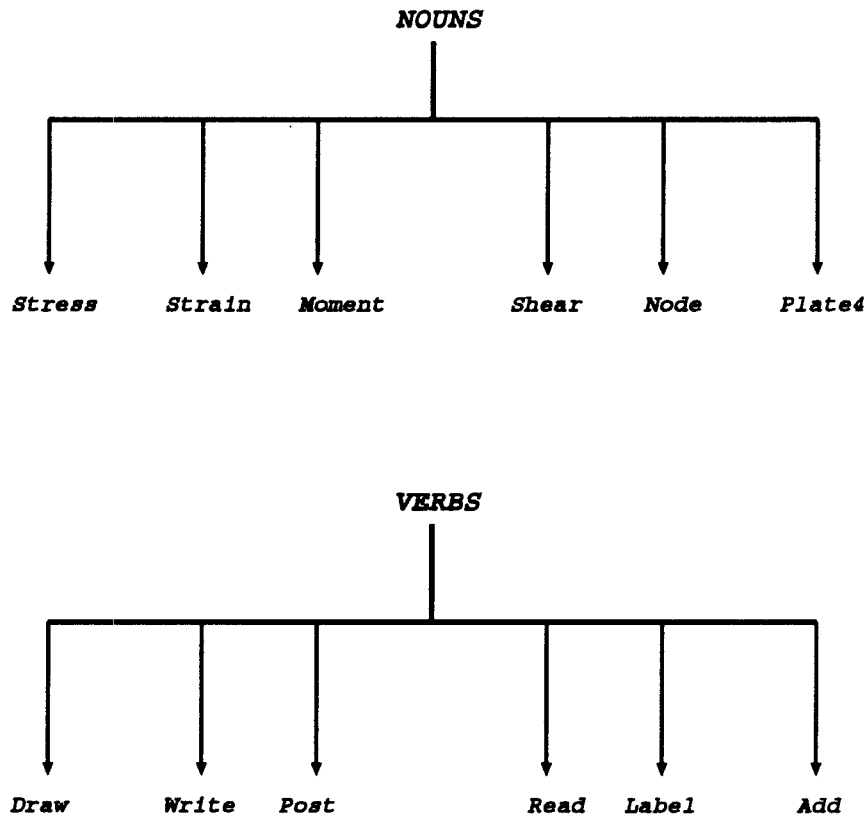 NOUNS
Stress Strain Moment Shear Node Plate4
VERBS
Draw Write Post Read Label Add